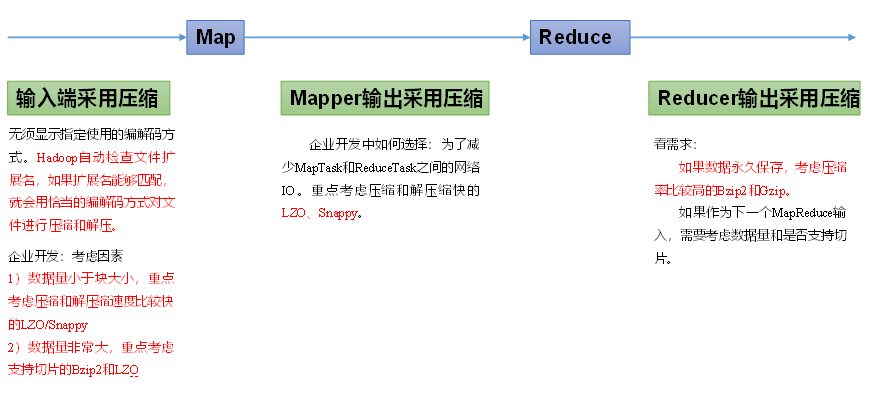 Map
Reduce
输入端采用压缩
无须显示指定使用的编解码方
式。Hadoop自动检查文件扩
展名，如果扩展名能够匹配，
就会用恰当的编解码方式对文
件进行压缩和解压。
企业开发：考虑因素
1）数据量小于块大小，重点
考虑压缩和解压缩速度比较快
的LZO/Snappy
2）数据量非常大，重点考虑
支持切片的Bzip2和LZO
Mapper输出采用压缩
企业开发中如何选择：为了减
少MapTask和ReduceTask之间的网络
IO。重点考虑压缩和解压缩快的
LZO、Snappy。
Reducer输出采用压缩
看需求：
如果数据永久保存，考虑压缩
率比较高的Bzip2和Gzip。
如果作为下一个MapReduce输
入，需要考虑数据量和是否支持切
片。